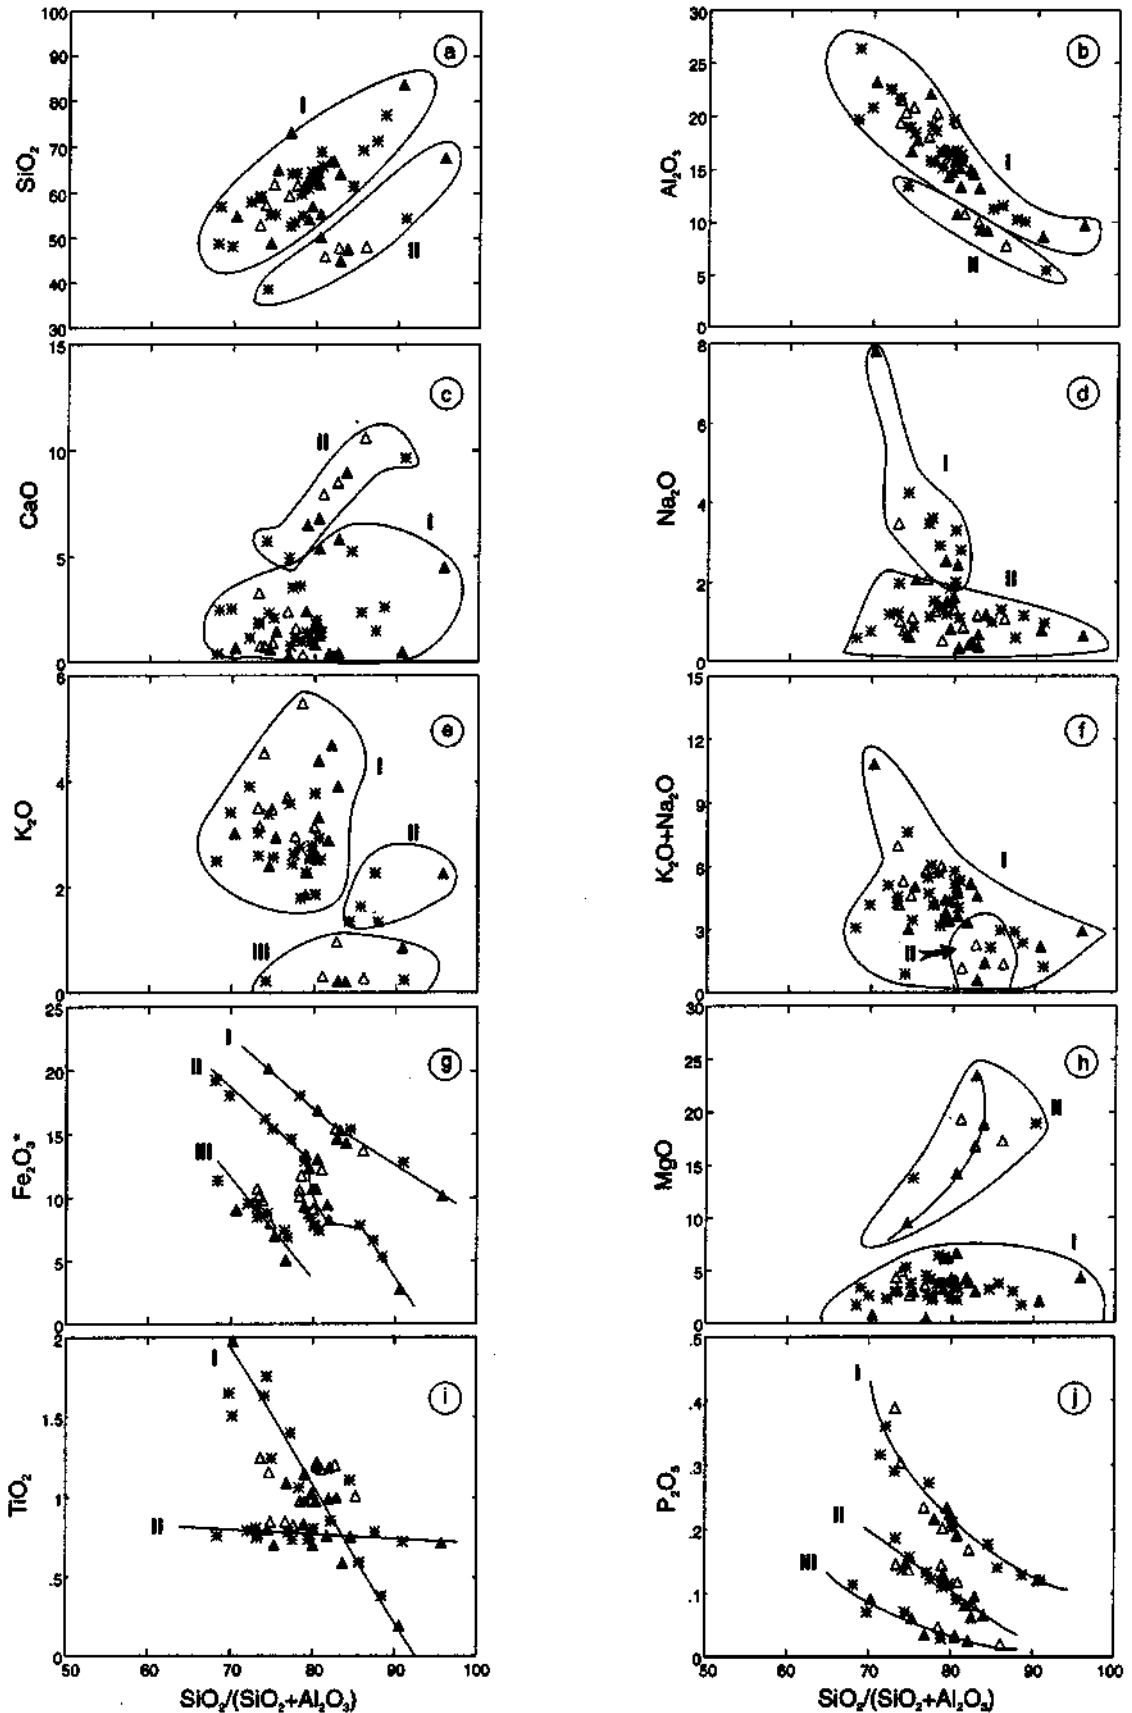 100
90
80
70
60
50
40
30
SiO₂
I
II
a
30
25
20
15
10
5
0
Al₂O₃
I
II
b
15
10
5
0
CaO
II
I
c
8
6
4
2
0
Na₂O
I
II
d
6
4
2
0
K₂O
I
II
III
e
15
12
9
6
3
0
K₂O+Na₂O
I
II
f
25
20
15
10
5
0
Fe₂O₃*
I
II
III
g
30
25
20
15
10
5
0
MgO
II
I
h
2
1.5
1
.5
0
TiO₂
I
II
i
50 60 70 80 90 100
SiO₂/(SiO₂+Al₂O₃)
.5
.4
.3
.2
.1
.0
P₂O₅
I
II
III
j
50 60 70 80 90 100
SiO₂/(SiO₂+Al₂O₃)